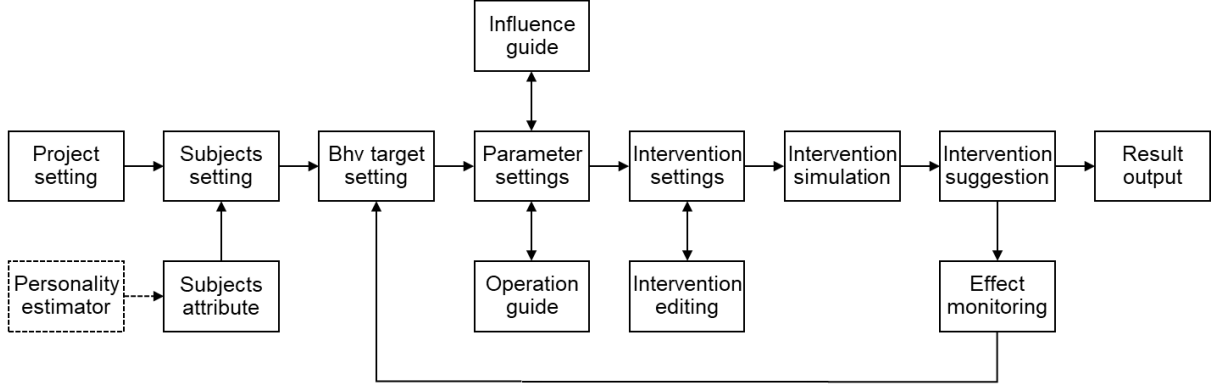 Influence
guide
Project
setting
Subjects
setting
Bhv target
setting
Parameter
settings
Intervention
settings
Intervention
simulation
Intervention
suggestion
Result
output
Personality
estimator
Subjects
attribute
Operation
guide
Intervention
editing
Effect
monitoring